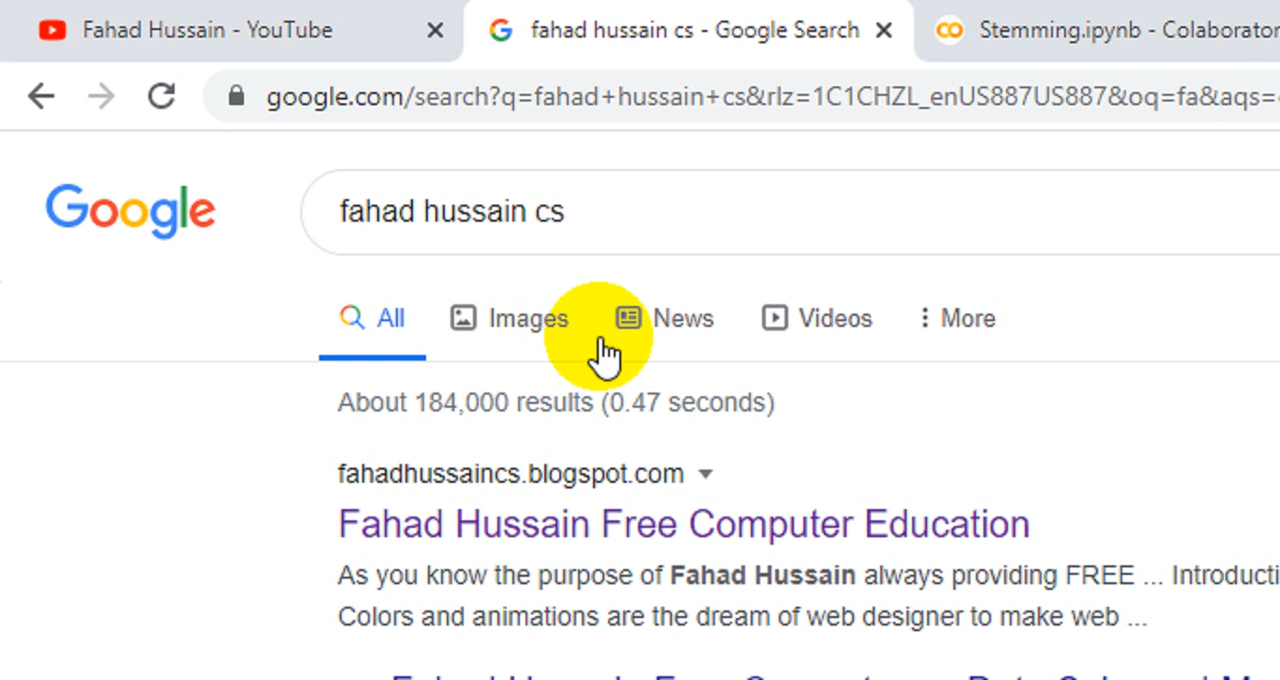 Fahad Hussain - YouTube
fahad hussain cs - Google Search
Stemming.ipynb - Colaborator
google.com/search?q=fahad+hussain+cs&rlz=1C1CHZL_enUS887US887&oq=fa&aqs=
Google
fahad hussain cs
All Images News Videos More
About 184,000 results (0.47 seconds)
fahadhussaincs.blogspot.com
Fahad Hussain Free Computer Education
As you know the purpose of Fahad Hussain always providing FREE ... Introducti
Colors and animations are the dream of web designer to make web ...